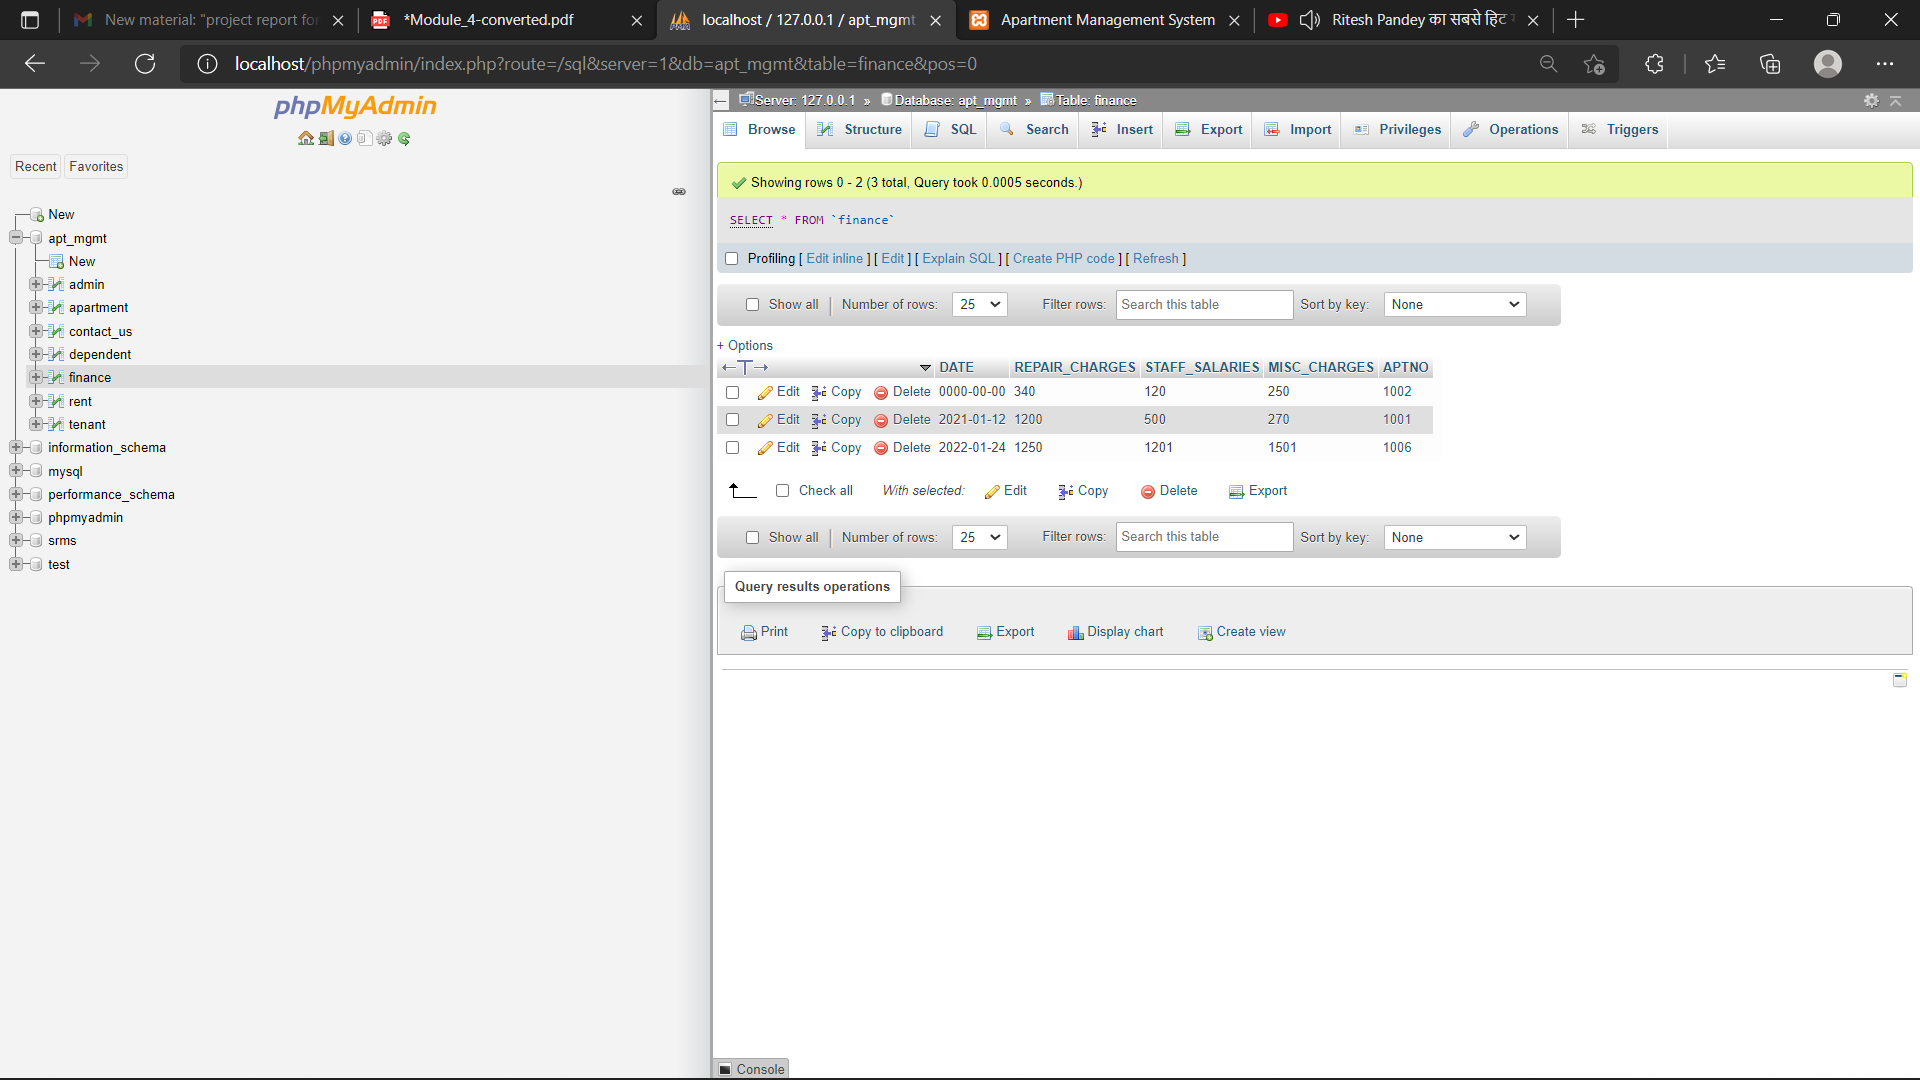 New material: "project report for
*Module_4-converted.pdf
localhost / 127.0.0.1 / apt_mgmt
Apartment Management System
Ritesh Pandey का सबसे हिट
localhost/phpmyadmin/index.php?route=/sql&server=1&db=apt_mgmt&table=finance&pos=0
phpMyAdmin
Recent Favorites
New
apt_mgmt
New
admin
apartment
contact_us
dependent
finance
rent
tenant
information_schema
mysql
performance_schema
phpmyadmin
srms
test
Server: 127.0.0.1 » Database: apt_mgmt » Table: finance
Browse Structure SQL Search Insert Export Import Privileges Operations Triggers
Showing rows 0 - 2 (3 total, Query took 0.0005 seconds.)
SELECT * FROM `finance`
Profiling [ Edit inline ] [ Edit ] [ Explain SQL ] [ Create PHP code ] [ Refresh ]
Show all | Number of rows: 25 Filter rows: Search this table Sort by key: None
+ Options
←T→ DATE REPAIR_CHARGES STAFF_SALARIES MISC_CHARGES APTNO
Edit Copy Delete 0000-00-00 340 120 250 1002
Edit Copy Delete 2021-01-12 1200 500 270 1001
Edit Copy Delete 2022-01-24 1250 1201 1501 1006
Check all With selected: Edit Copy Delete Export
Show all | Number of rows: 25 Filter rows: Search this table Sort by key: None
Query results operations
Print Copy to clipboard Export Display chart Create view
Console